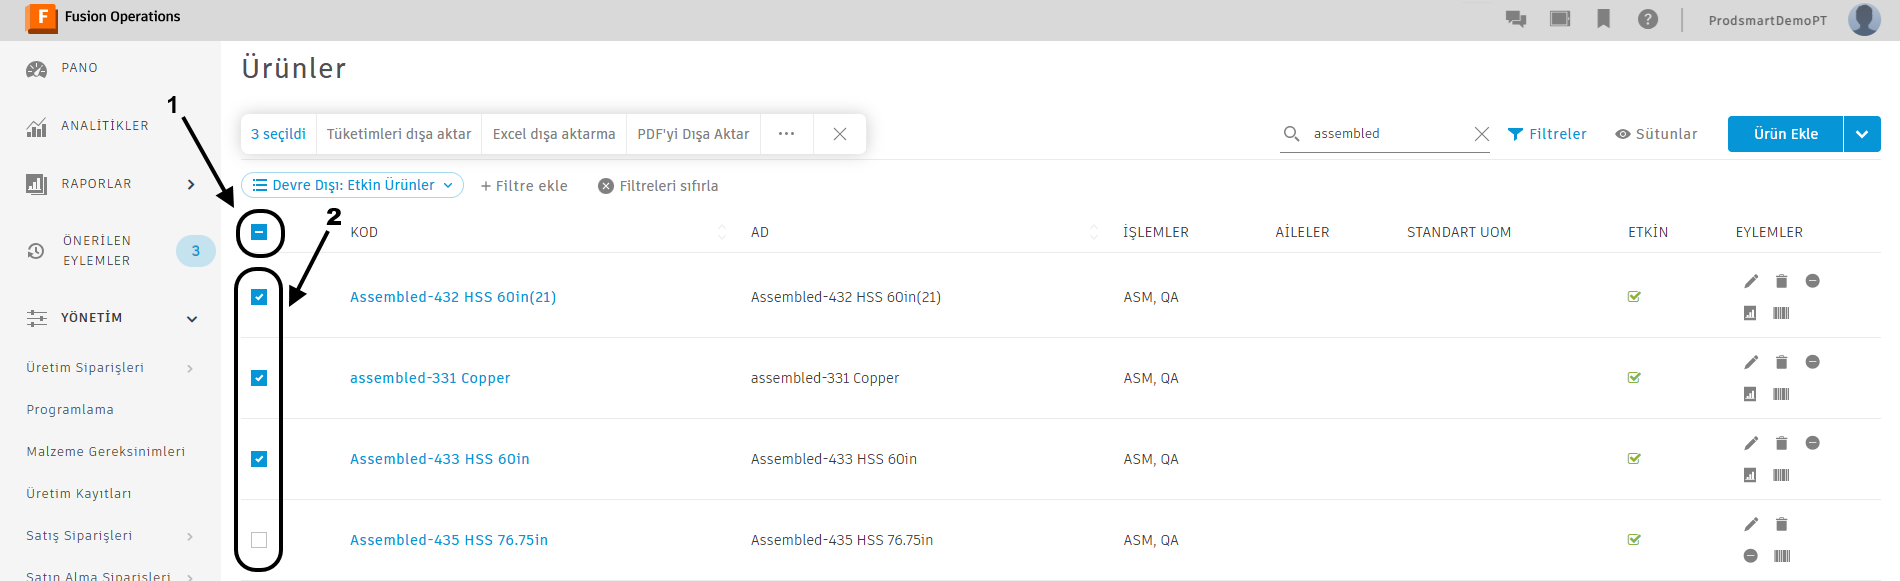 F Fusion Operations
ProdsmartDemoPT
PANO
ANALİTİKLER
RAPORLAR
ÖNERİLEN
EYLEMLER
3
YÖNETİM
Üretim Siparişleri
Programlama
Malzeme Gereksinimleri
Üretim Kayıtları
Satış Siparişleri
Satın Alma Siparişleri
Ürünler
1
3 seçildi Tüketimleri dışa aktar Excel dışa aktarma PDF'yi Dışa Aktar ...
assembled Filtreler Sütunlar Ürün Ekle
Devre Dışı: Etkin Ürünler + Filtre ekle Filtreleri sıfırla
2
KOD AD İŞLEMLER AİLELER STANDART UOM ETKİN EYLEMLER
Assembled-432 HSS 60in(21) Assembled-432 HSS 60in(21) ASM, QA
assembled-331 Copper assembled-331 Copper ASM, QA
Assembled-433 HSS 60in Assembled-433 HSS 60in ASM, QA
Assembled-435 HSS 76.75in Assembled-435 HSS 76.75in ASM, QA